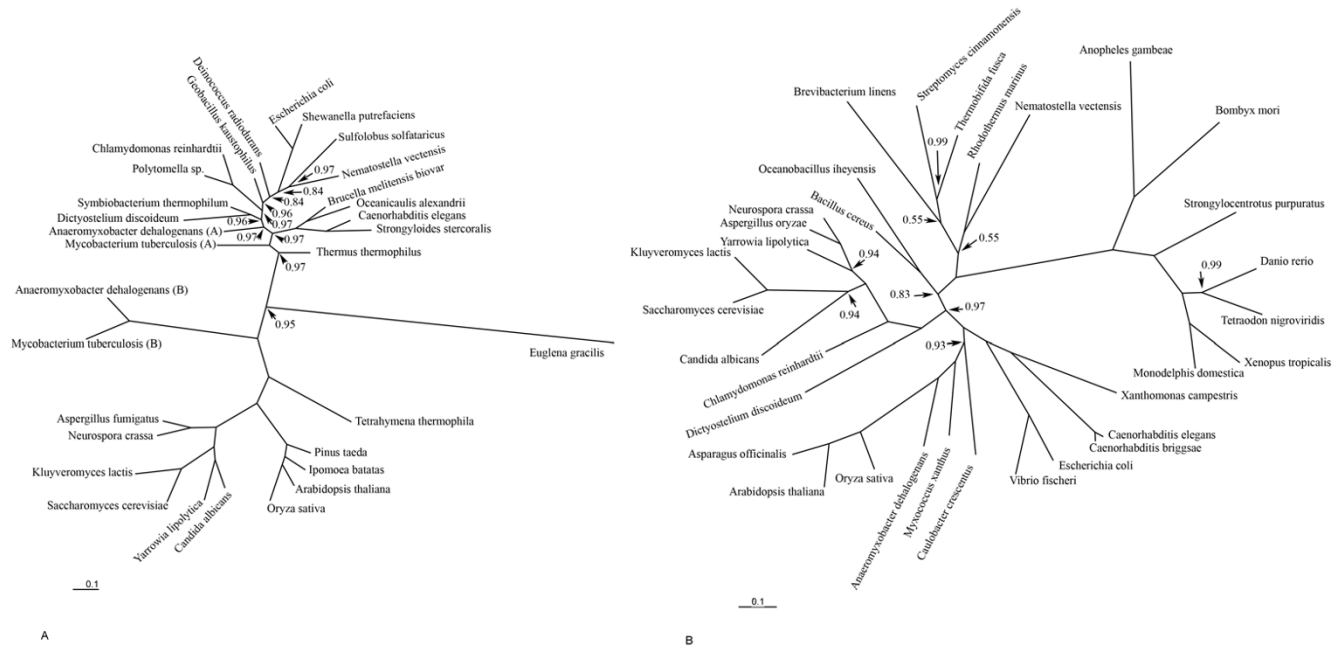 Deinococcus radiodurans
Geobacillus kaustophilus
Escherichia coli
Shewanella putrefaciens
Sulfolobus solfataricus
Chlamydomonas reinhardtii
Polytomella sp.
0.97
Nematostella vectensis
0.84
0.84
Brucella melitensis biovar
Symbiobacterium thermophilum
0.96
Oceanicaulis alexandrii
Dictyostelium discoideum
0.96
0.97
Caenorhabditis elegans
Anaeromyxobacter dehalogenans (A)
0.97
0.97
Strongyloides stercoralis
Mycobacterium tuberculosis (A)
Thermus thermophilus
0.97
Anaeromyxobacter dehalogenans (B)
0.95
Mycobacterium tuberculosis (B)
Euglena gracilis
Aspergillus fumigatus
Tetrahymena thermophila
Neurospora crassa
Pinus taeda
Kluyveromyces lactis
Ipomoea batatas
Arabidopsis thaliana
Saccharomyces cerevisiae
Oryza sativa
Yarrowia lipolytica
Candida albicans
0.1
A
Streptomyces cinnamonensis
Thermobifida fusca
Rhodothermus marinus
Anopheles gambeae
Brevibacterium linens
Nematostella vectensis
Bombyx mori
0.99
Oceanobacillus iheyensis
Bacillus cereus
Neurospora crassa
Aspergillus oryzae
Yarrowia lipolytica
0.55
0.55
Strongylocentrotus purpuratus
Kluyveromyces lactis
0.94
0.99
Danio rerio
Saccharomyces cerevisiae
0.94
0.83
0.97
Tetraodon nigroviridis
Candida albicans
0.93
Xenopus tropicalis
Monodelphis domestica
Chlamydomonas reinhardtii
Dictyostelium discoideum
Xanthomonas campestris
Caenorhabditis elegans
Caenorhabditis briggsae
Asparagus officinalis
Escherichia coli
Arabidopsis thaliana
Oryza sativa
Vibrio fischeri
Anaeromyxobacter dehalogenans
Myxococcus xanthus
Caulobacter crescentus
0.1
B